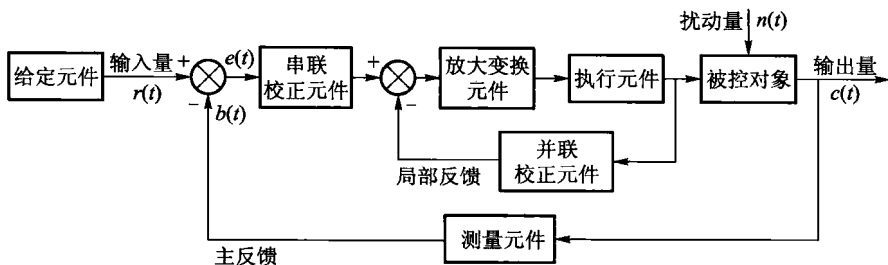 扰动量 n(t)
给定元件
输入量
r(t)
+
−
e(t)
b(t)
串联
校正元件
+
−
放大变换
元件
执行元件
被控对象
输出量
c(t)
局部反馈
并联
校正元件
主反馈
测量元件